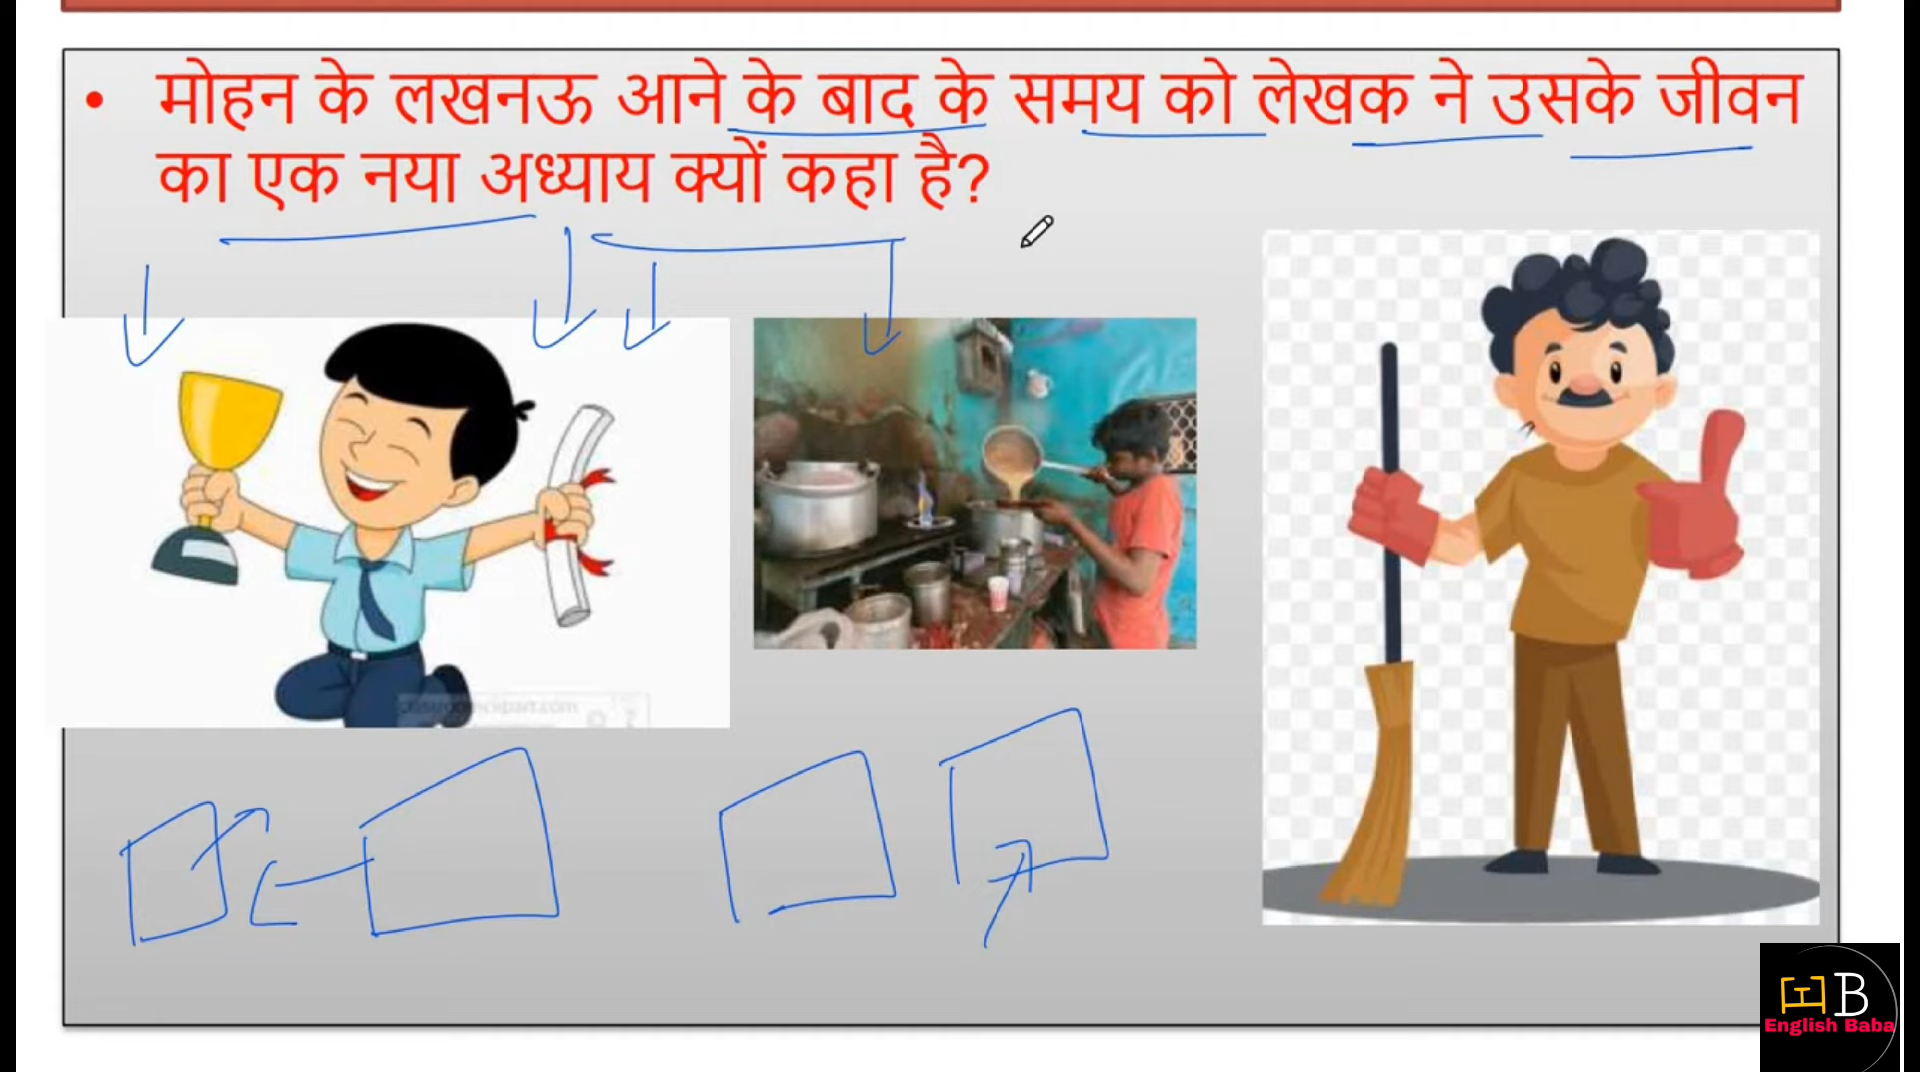 • मोहन के लखनऊ आने के बाद के समय को लेखक ने उसके जीवन
का एक नया अध्याय क्यों कहा है?
B
English Baba